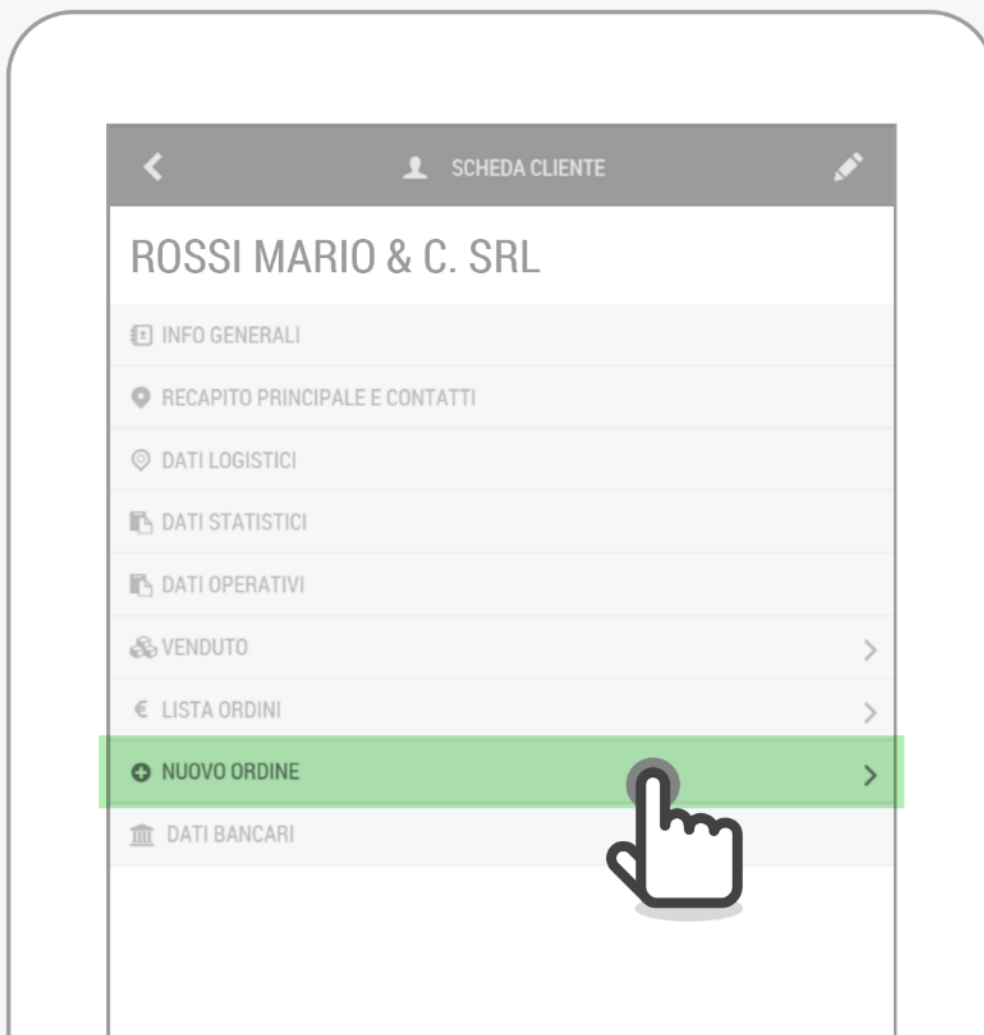 SCHEDA CLIENTE
ROSSI MARIO & C. SRL
INFO GENERALI
RECAPITO PRINCIPALE E CONTATTI
DATI LOGISTICI
DATI STATISTICI
DATI OPERATIVI
VENDUTO
€ LISTA ORDINI
NUOVO ORDINE
DATI BANCARI